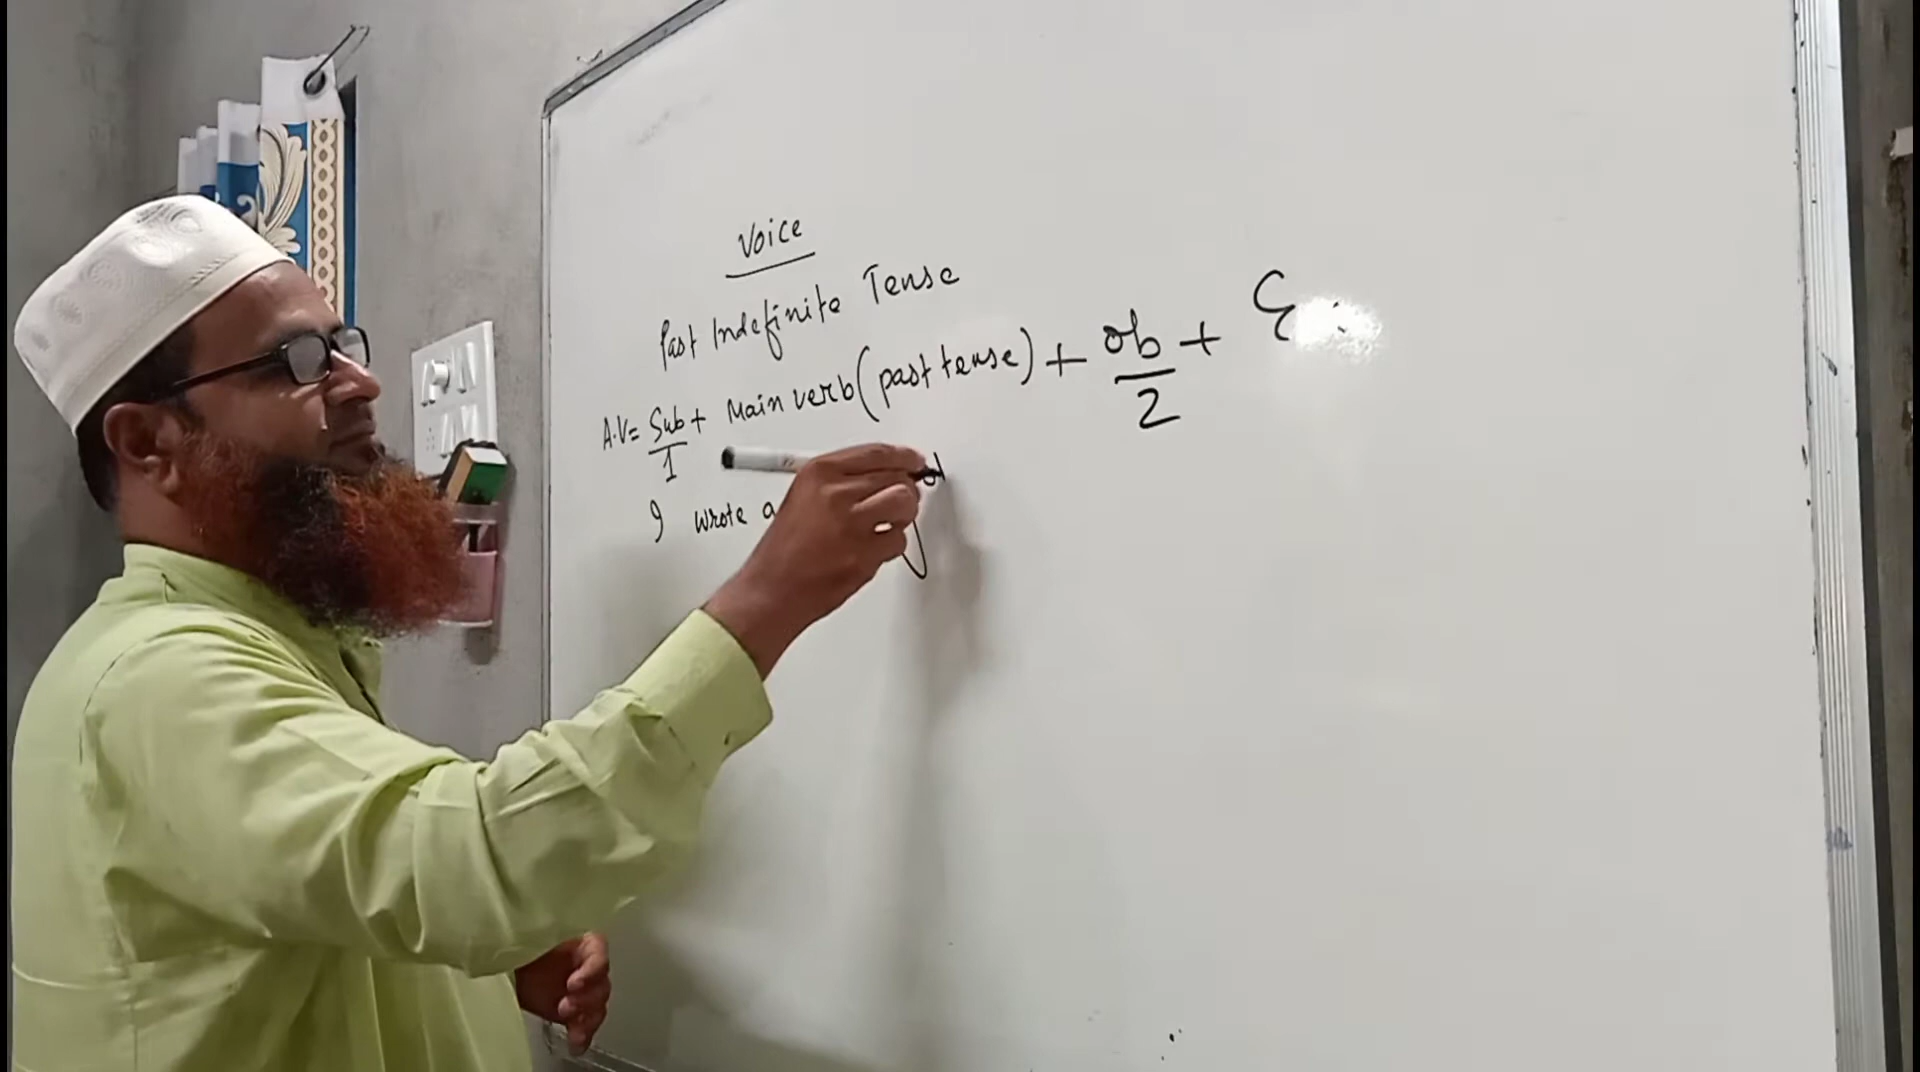 Voice
Past Indefinite Tense
A.V= Sub + Main verb (past tense) + ob +
1 2
I wrote a